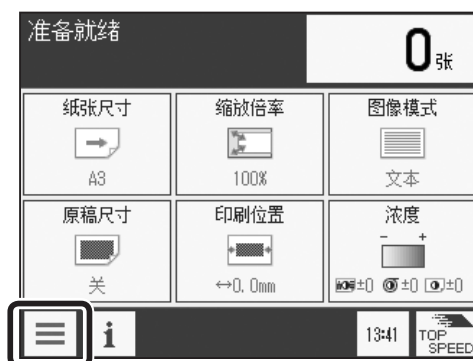 准备就绪
0张
纸张尺寸
缩放倍率
图像模式
A3
100%
文本
原稿尺寸
印刷位置
浓度
- +
关
↔0.0mm
±0 ±0 ±0
i
13:41
TOP
SPEED